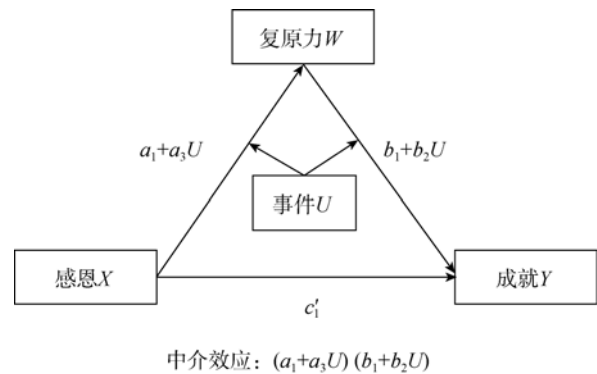 复原力W
a₁+a₃U
b₁+b₂U
事件U
感恩X
成就Y
c′₁
中介效应：(a₁+a₃U) (b₁+b₂U)